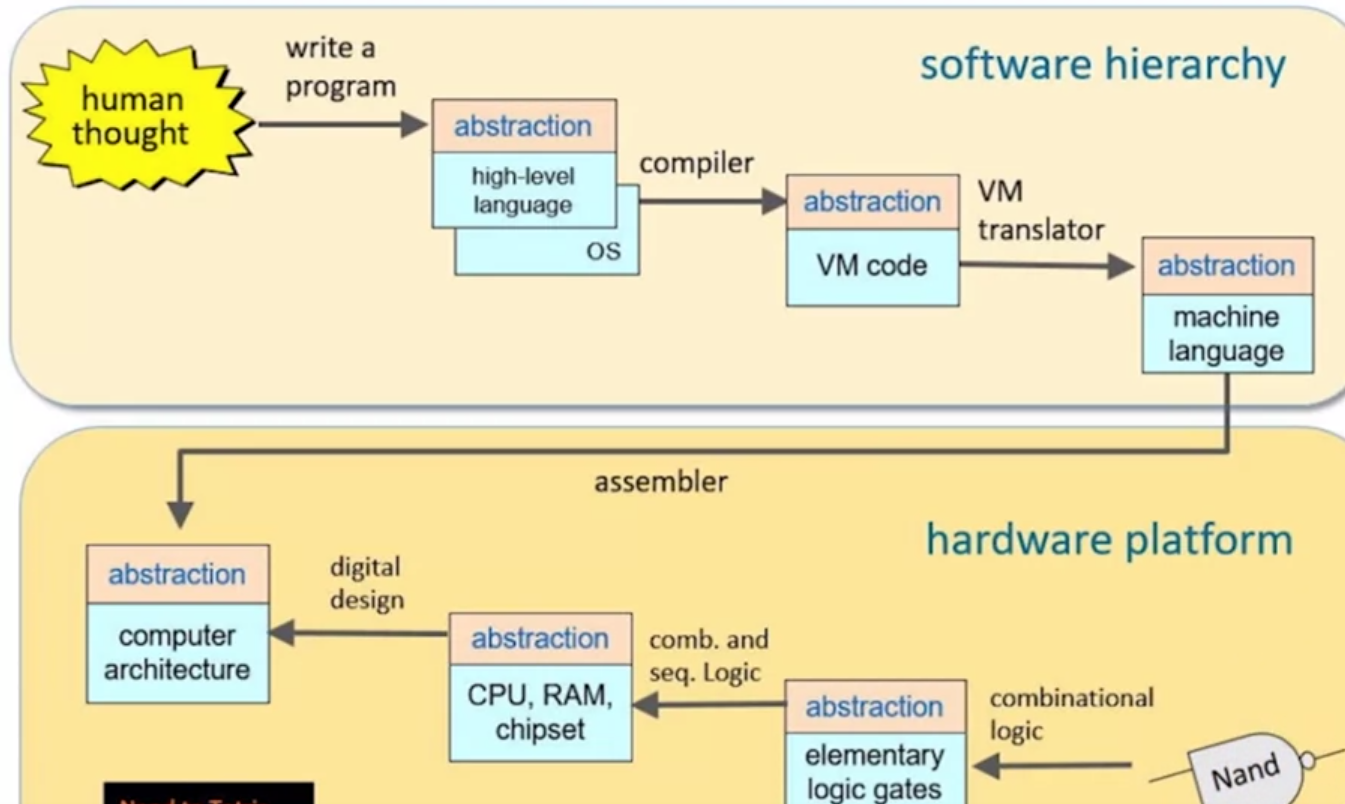 software hierarchy
human
thought
write a
program
abstraction
high-level
language
OS
compiler
abstraction
VM code
VM
translator
abstraction
machine
language
assembler
hardware platform
abstraction
computer
architecture
digital
design
abstraction
CPU, RAM,
chipset
comb. and
seq. Logic
abstraction
elementary
logic gates
combinational
logic
Nand